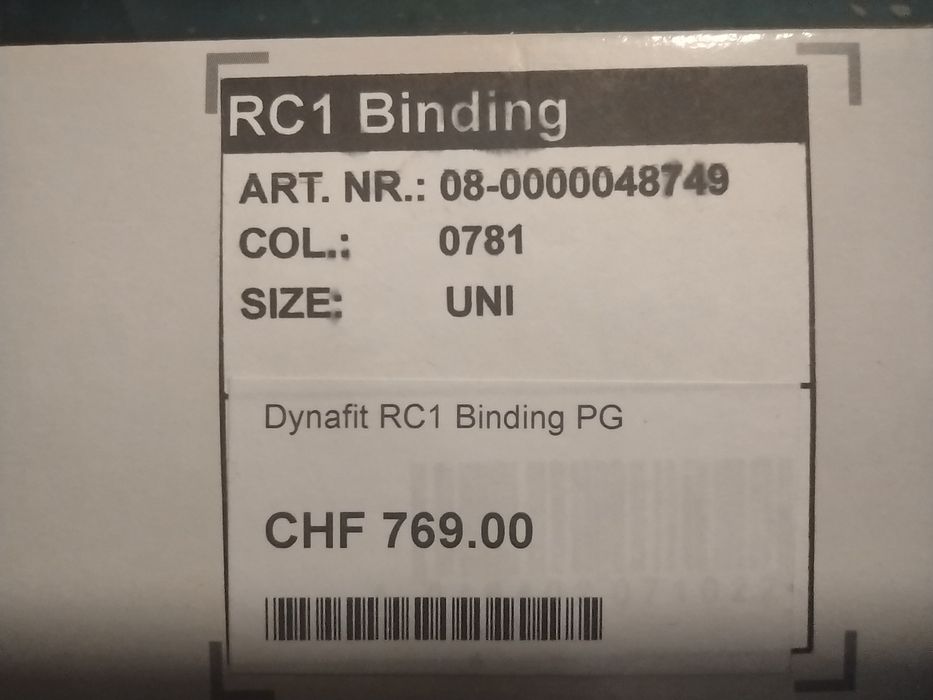 RC1 Binding
ART. NR.: 08-0000048749
COL.: 0781
SIZE: UNI
Dynafit RC1 Binding PG
CHF 769.00